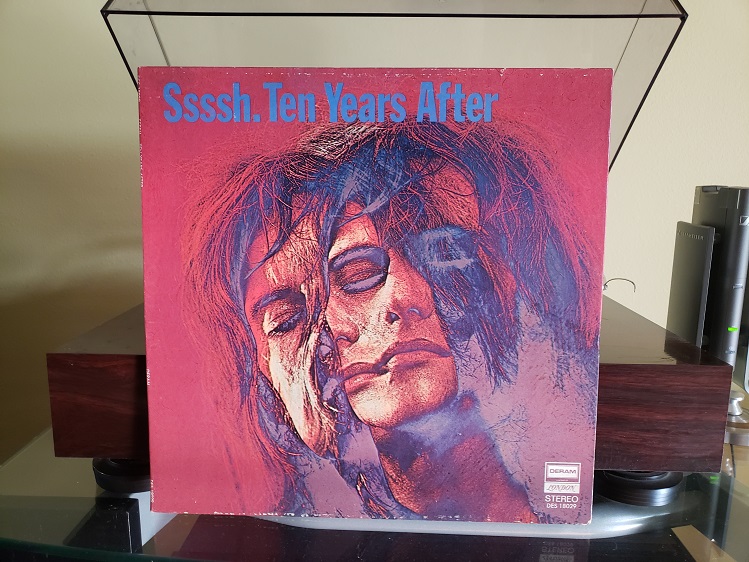 Ssssh. Ten Years After
DERAM
LONDON
STEREO
DES 18029